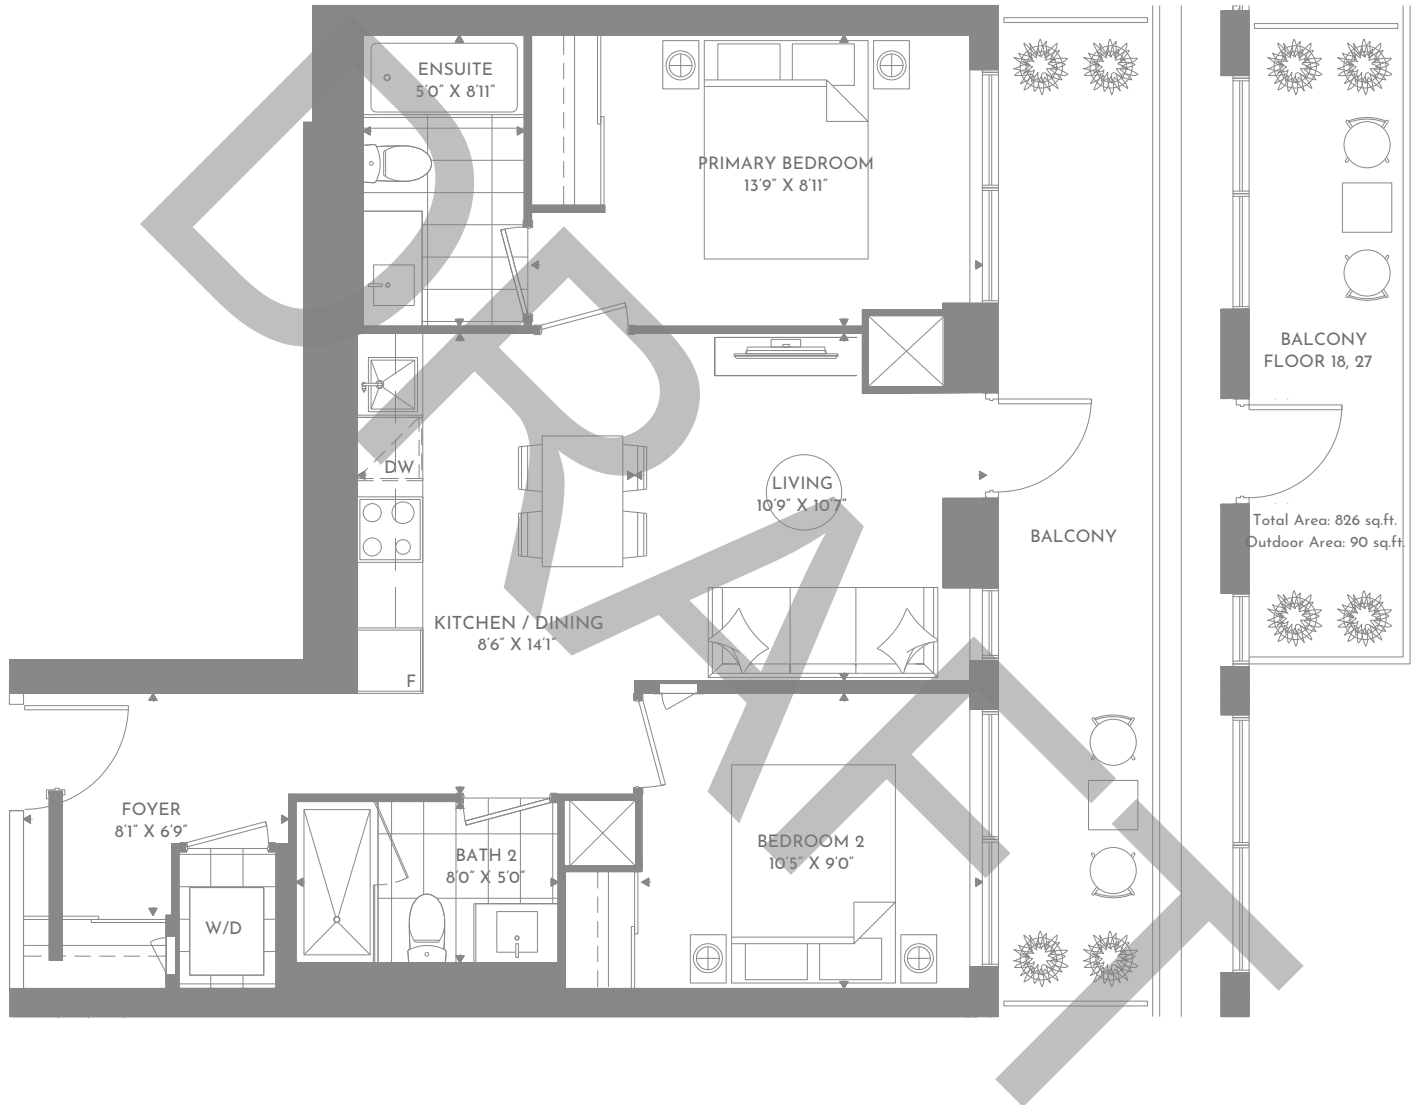 ENSUITE
5'0" X 8'11"
PRIMARY BEDROOM
13'9" X 8'11"
BALCONY
FLOOR 18, 27
DW
LIVING
10'9" X 10'7"
BALCONY
Total Area: 826 sq.ft.
Outdoor Area: 90 sq.ft.
KITCHEN / DINING
8'6" X 14'1"
F
FOYER
8'1" X 6'9"
BATH 2
8'0" X 5'0"
BEDROOM 2
10'5" X 9'0"
W/D
DRAFT